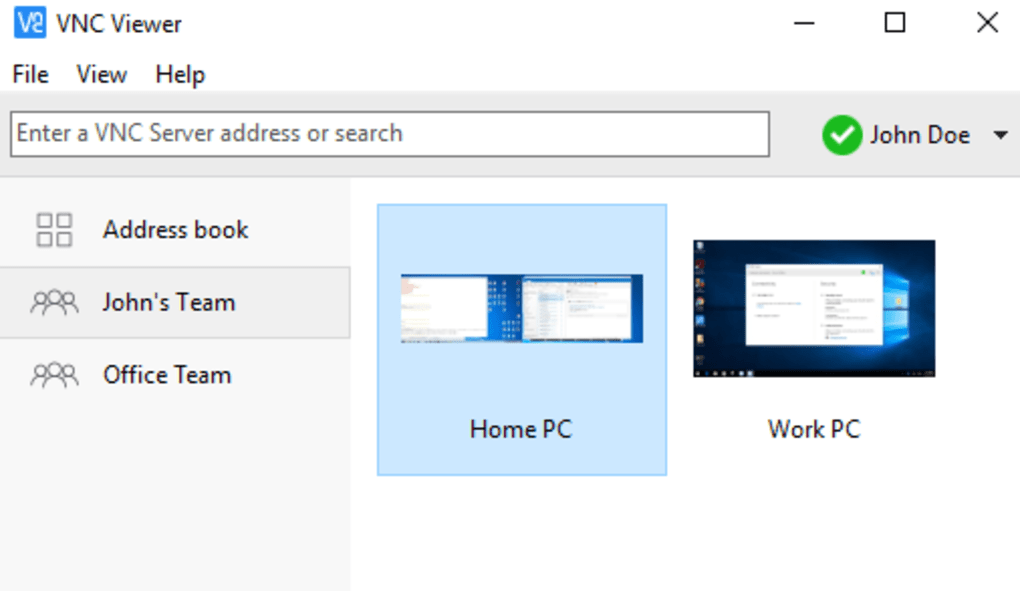 VNC Viewer
File View Help
Enter a VNC Server address or search
John Doe
Address book
John's Team
Office Team
Home PC
Work PC